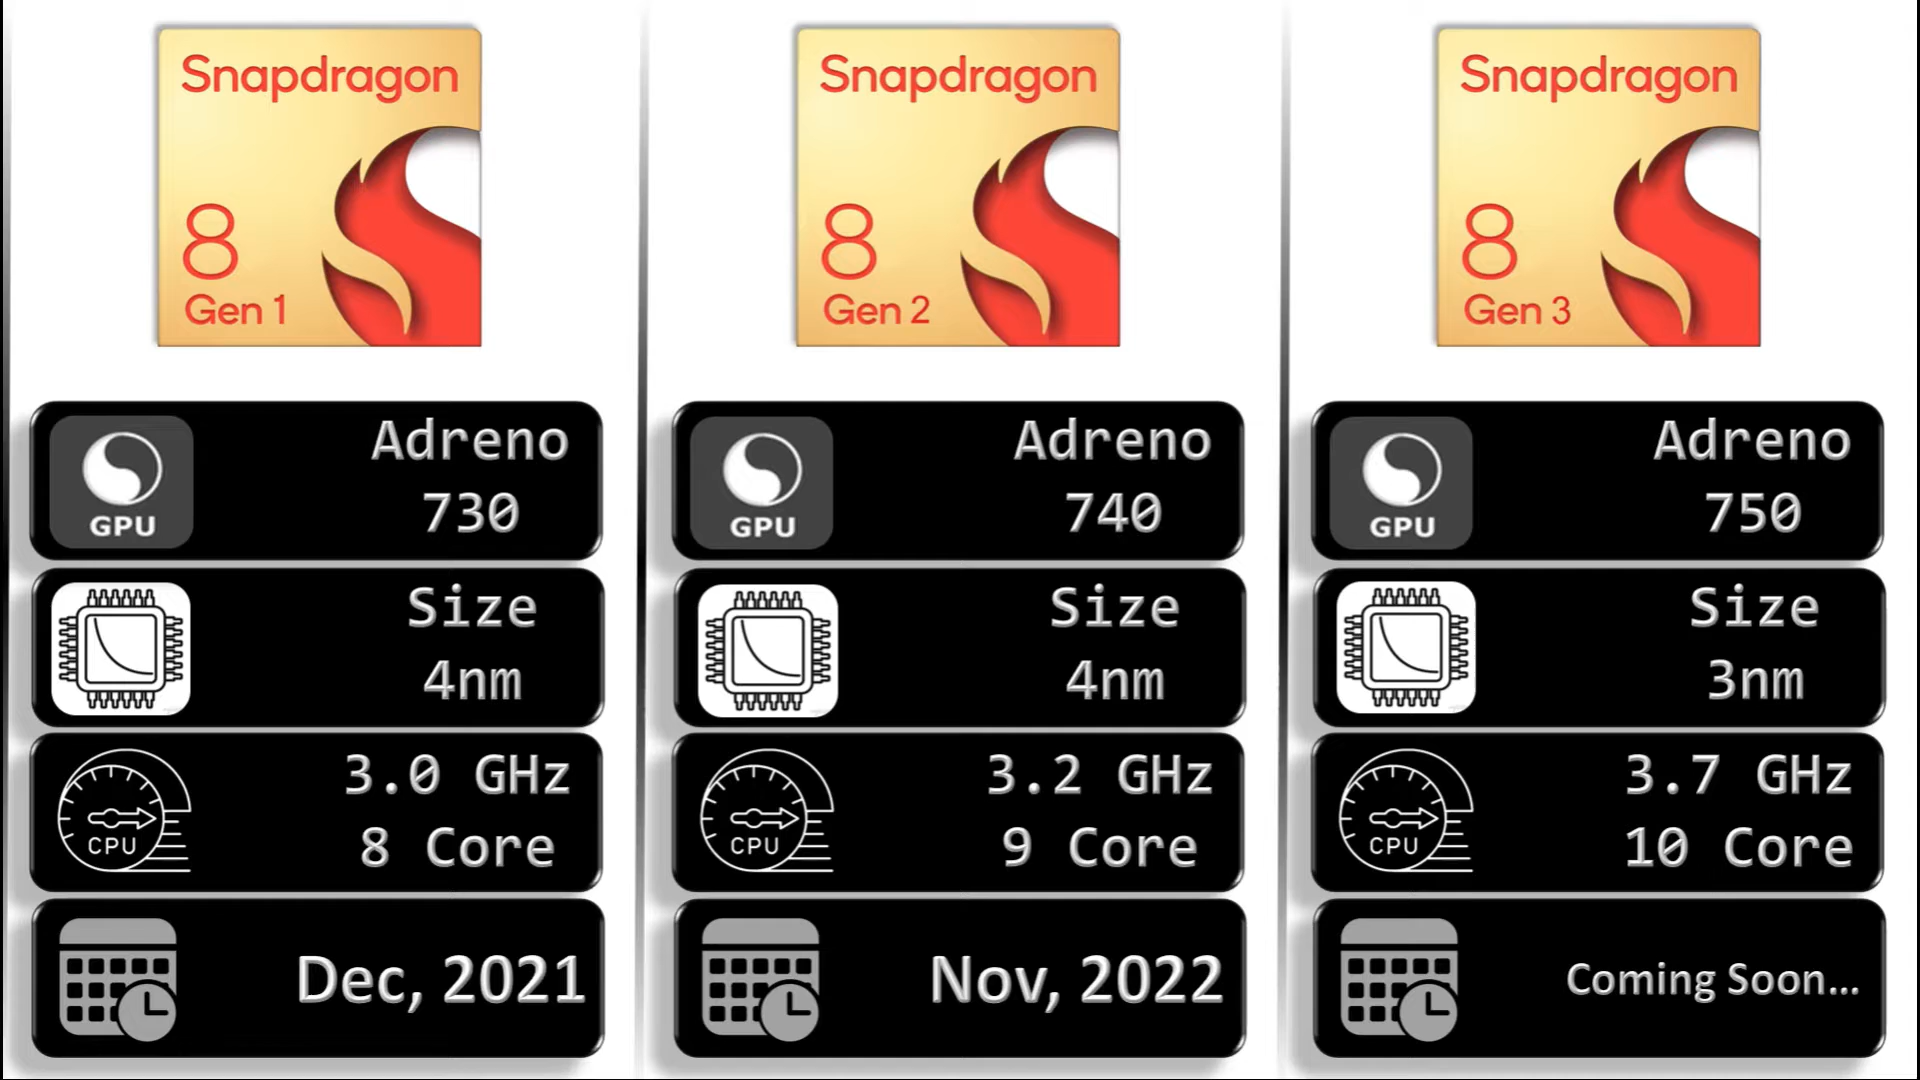 Snapdragon
8
Gen 1
GPU
Adreno
730
Size
4nm
CPU
3.0 GHz
8 Core
Dec, 2021
Snapdragon
8
Gen 2
GPU
Adreno
740
Size
4nm
CPU
3.2 GHz
9 Core
Nov, 2022
Snapdragon
8
Gen 3
GPU
Adreno
750
Size
3nm
CPU
3.7 GHz
10 Core
Coming Soon...